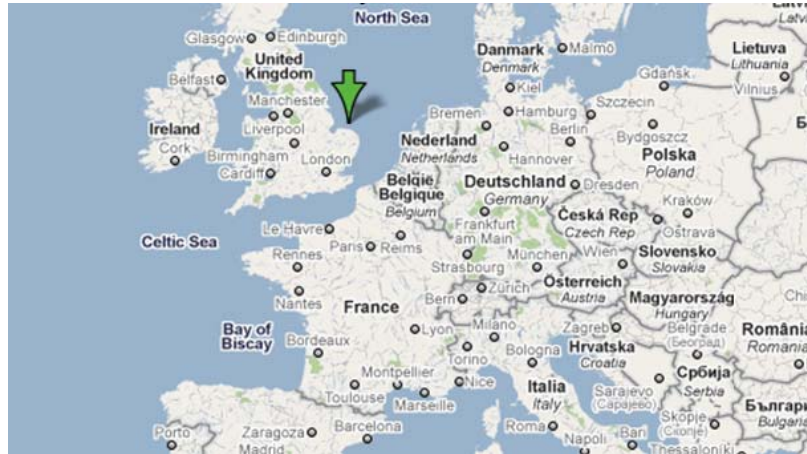 North Sea
Glasgow
Edinburgh
United
Kingdom
Belfast
Manchester
Ireland
Cork
Liverpool
Birmingham
Cardiff
London
Danmark
Denmark
Malmö
Kiel
Bremen
Hamburg
Szczecin
Gdańsk
Lietuva
Lithuania
Vilnius
Nederland
Netherlands
Berlin
Hannover
Bydgoszcz
Polska
Poland
België
Belgique
Belgium
Deutschland
Germany
Dresden
Frankfurt
am Main
Česká Rep
Czech Rep
Kraków
Ostrava
Celtic Sea
Le Havre
Paris
Reims
Rennes
Nantes
Strasbourg
München
Wien
Slovensko
Slovakia
Österreich
Austria
Magyarország
Hungary
France
Bern
Zürich
Bay of
Biscay
Bordeaux
Lyon
Milano
Torino
Zagreb
Hrvatska
Croatia
Belgrade
(Београд)
România
Romania
Bologna
Montpellier
Toulouse
Marseille
Nice
Italia
Italy
Sarajevo
(Сарајево)
Србија
Serbia
Porto
Zaragoza
Madrid
Barcelona
Roma
Napoli
Bari
Skopje
(Скопје)
Thessaloníki